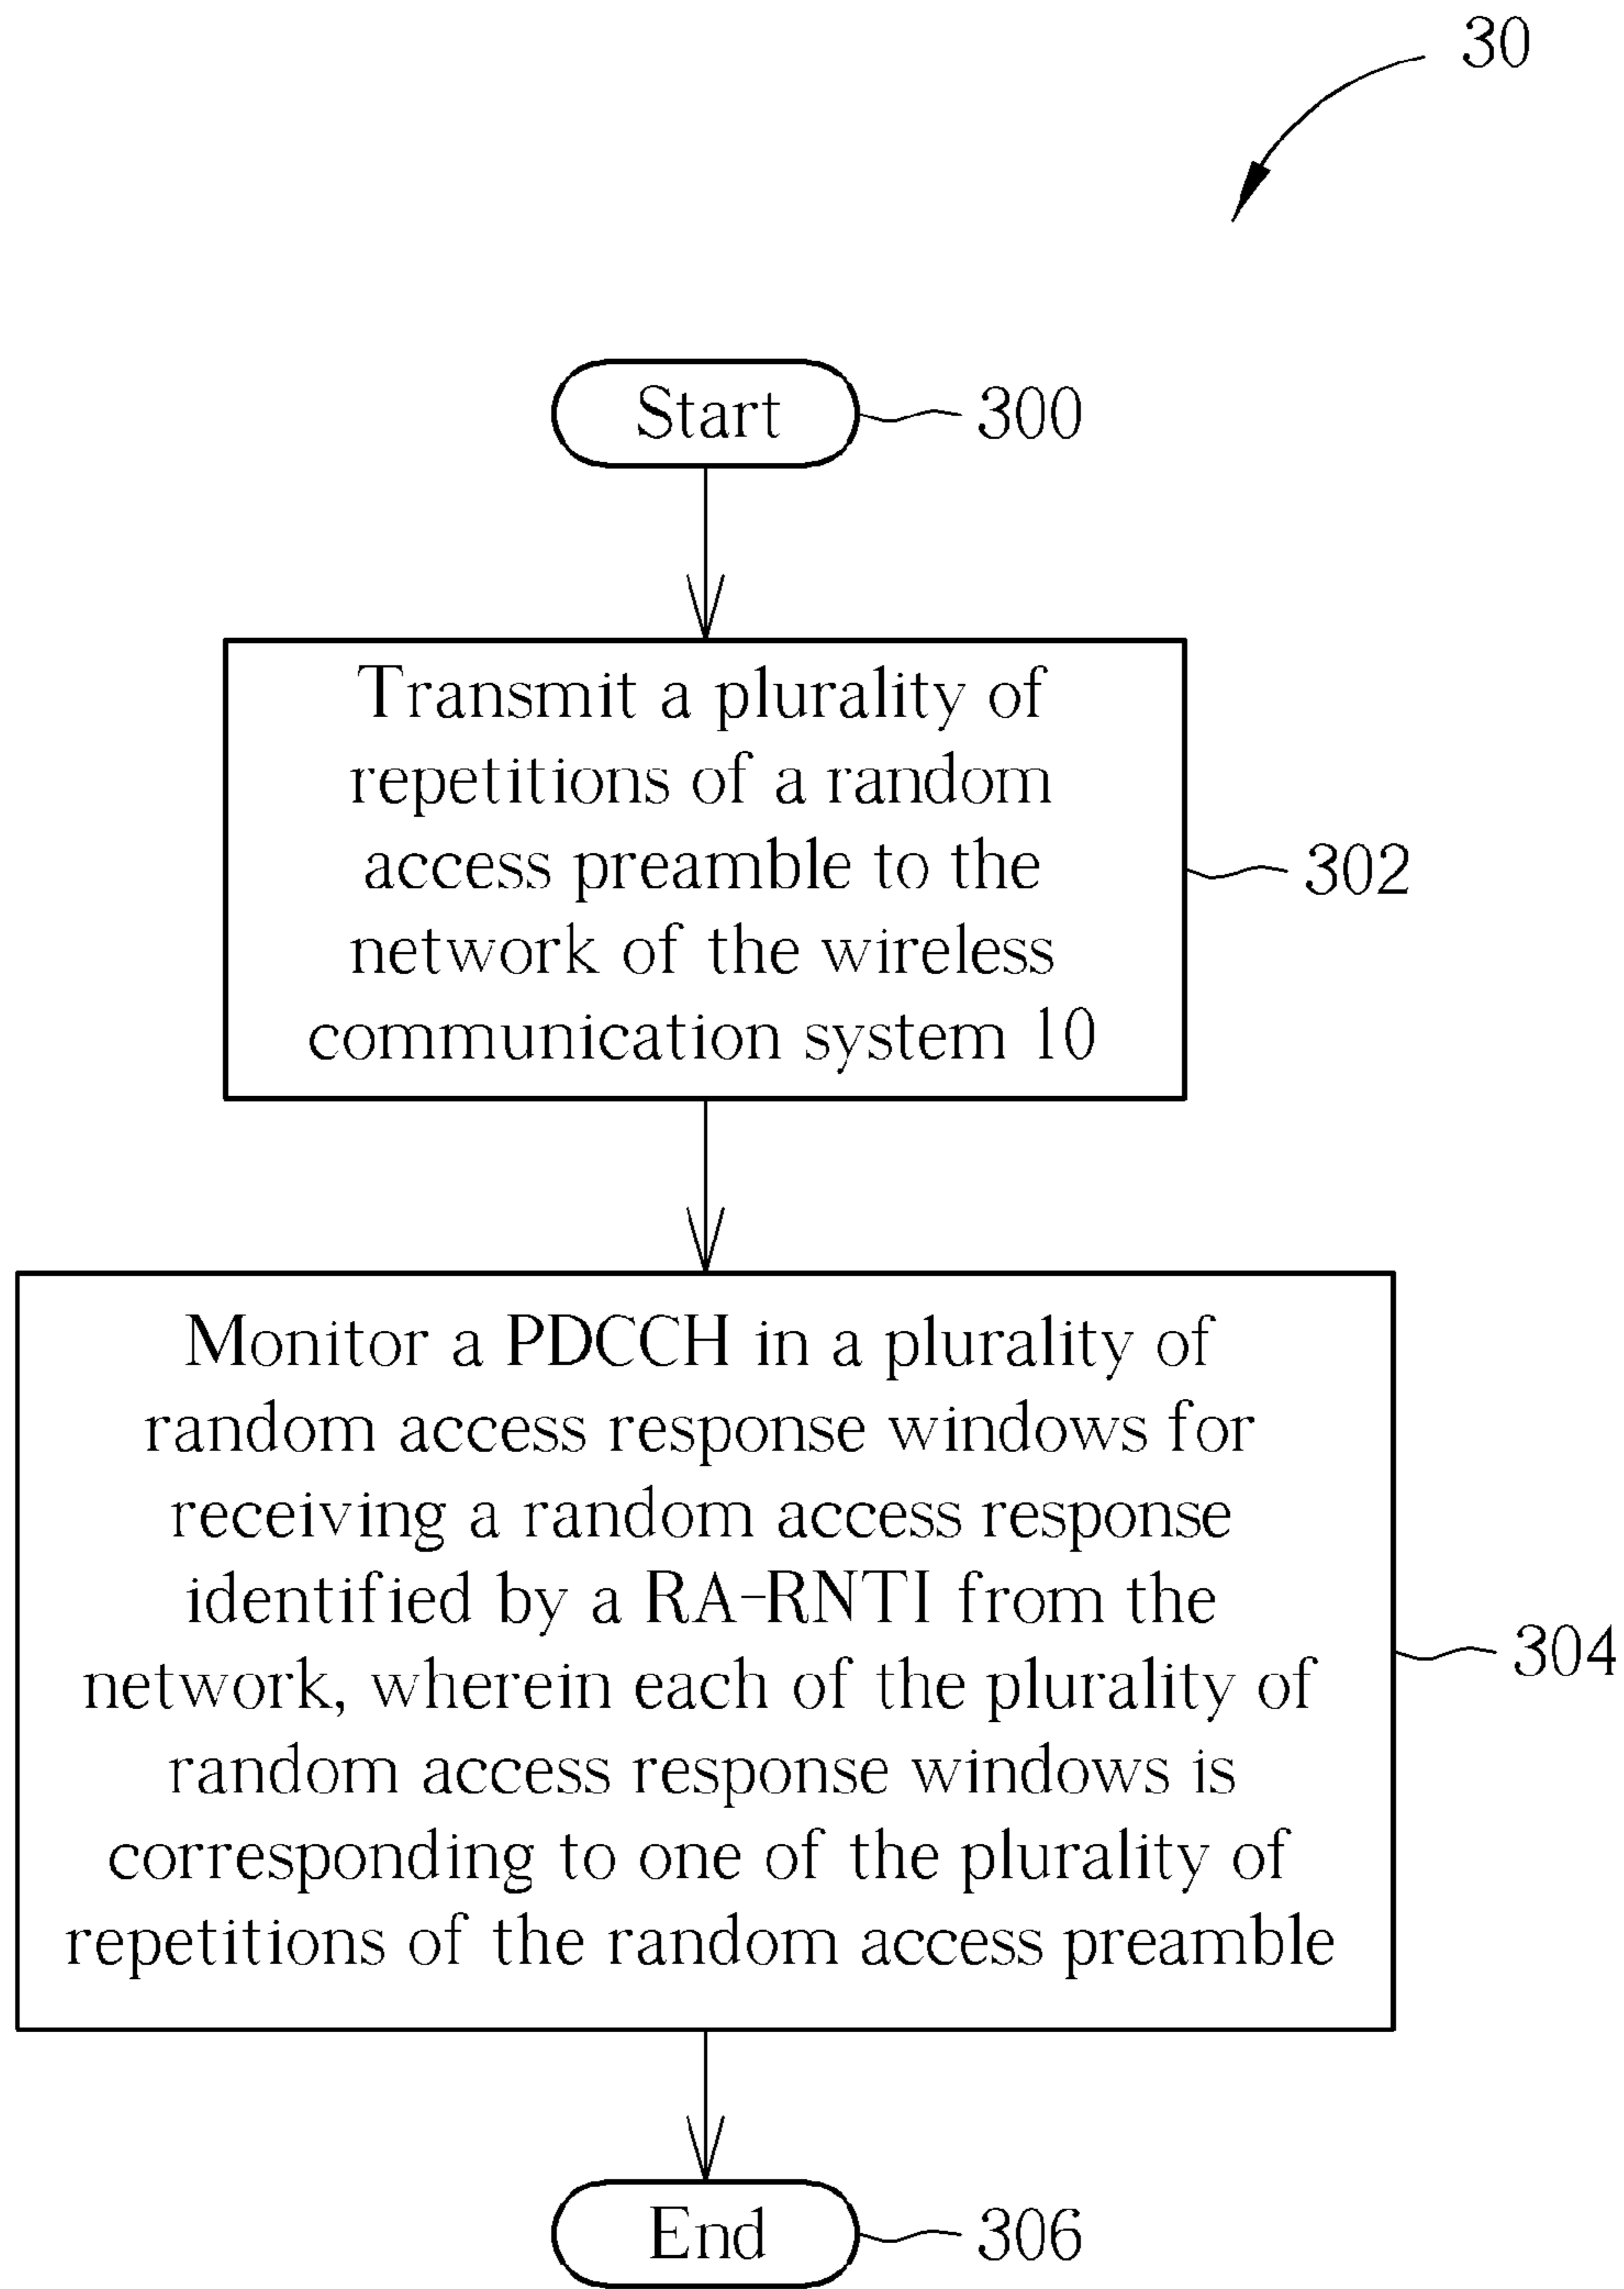 30
Start
300
Transmit a plurality of
repetitions of a random
access preamble to the
network of the wireless
communication system 10
302
Monitor a PDCCH in a plurality of
random access response windows for
receiving a random access response
identified by a RA-RNTI from the
network, wherein each of the plurality of
random access response windows is
corresponding to one of the plurality of
repetitions of the random access preamble
304
End
306